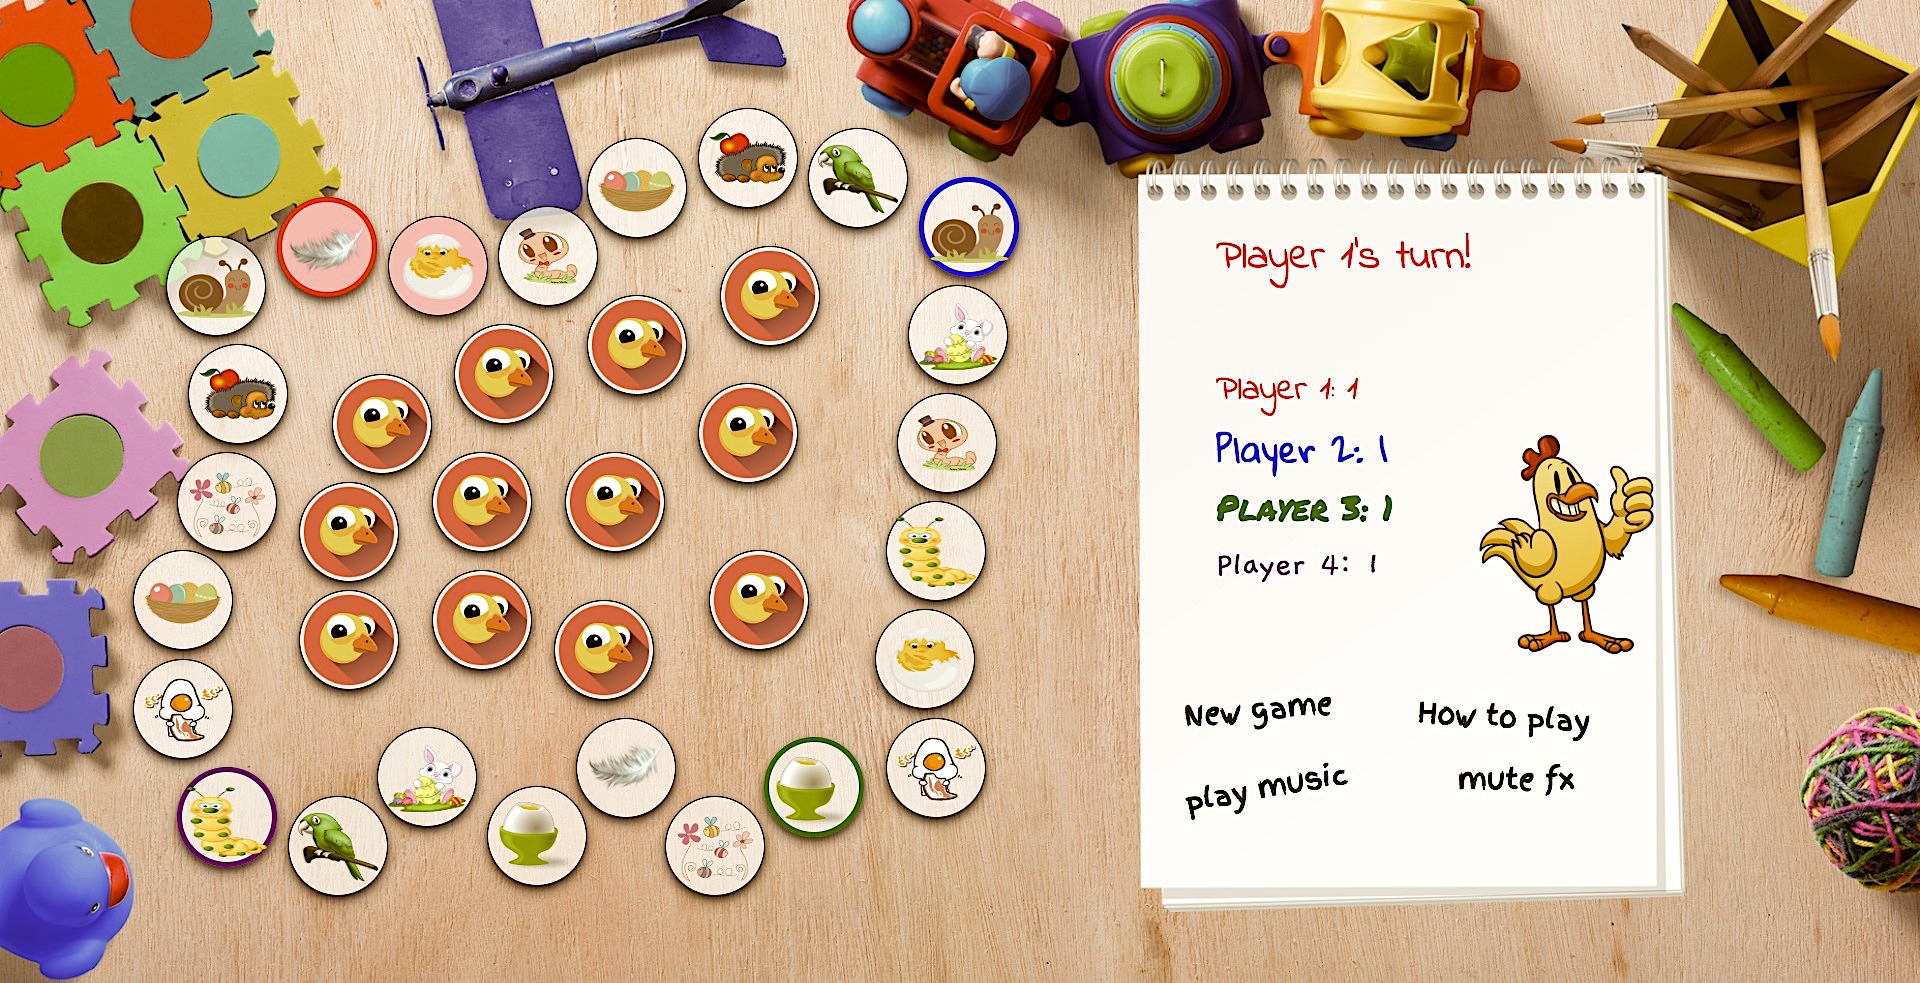 Player 1's turn!
Player 1: 1
Player 2: 1
Player 3: 1
Player 4: 1
New game
How to play
play music
mute fx